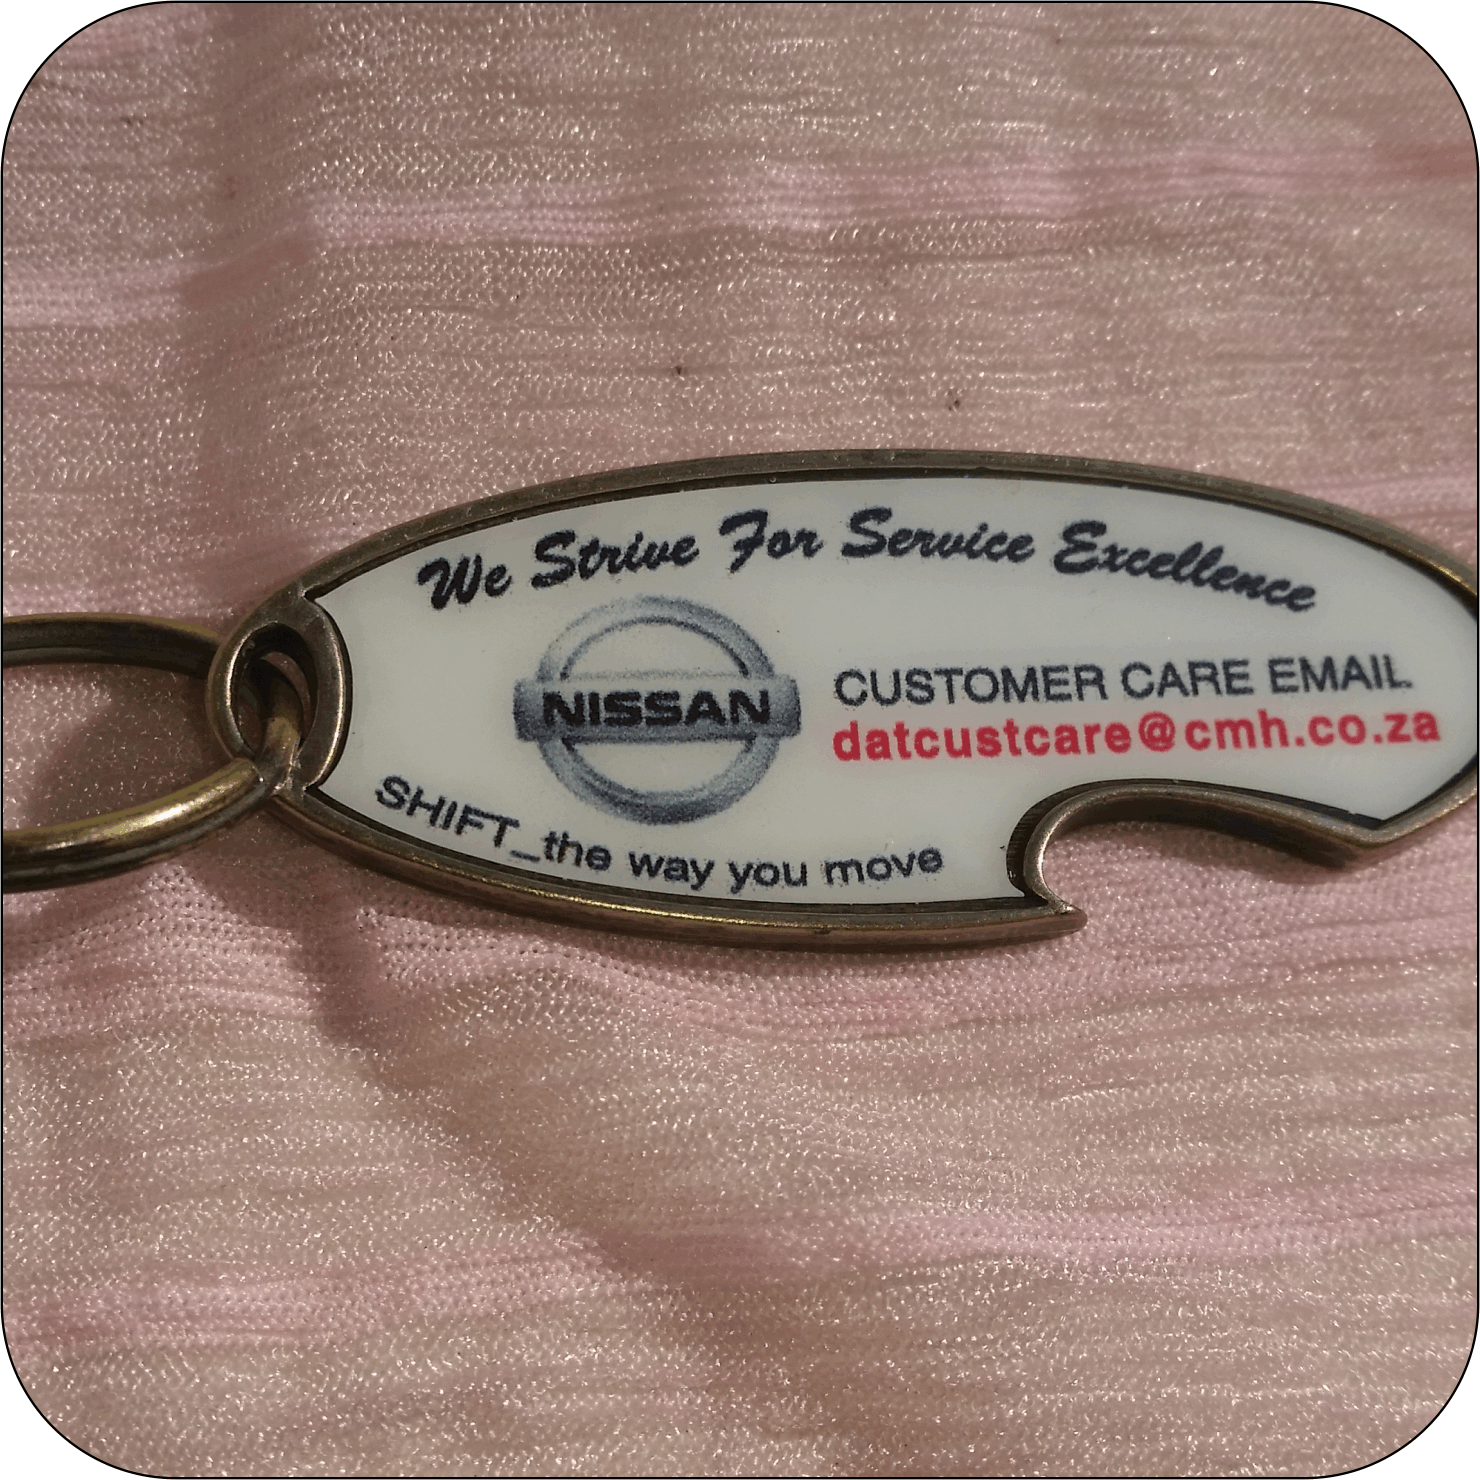 We Strive For Service Excellence
NISSAN
CUSTOMER CARE EMAIL
datcustcare@cmh.co.za
SHIFT_the way you move